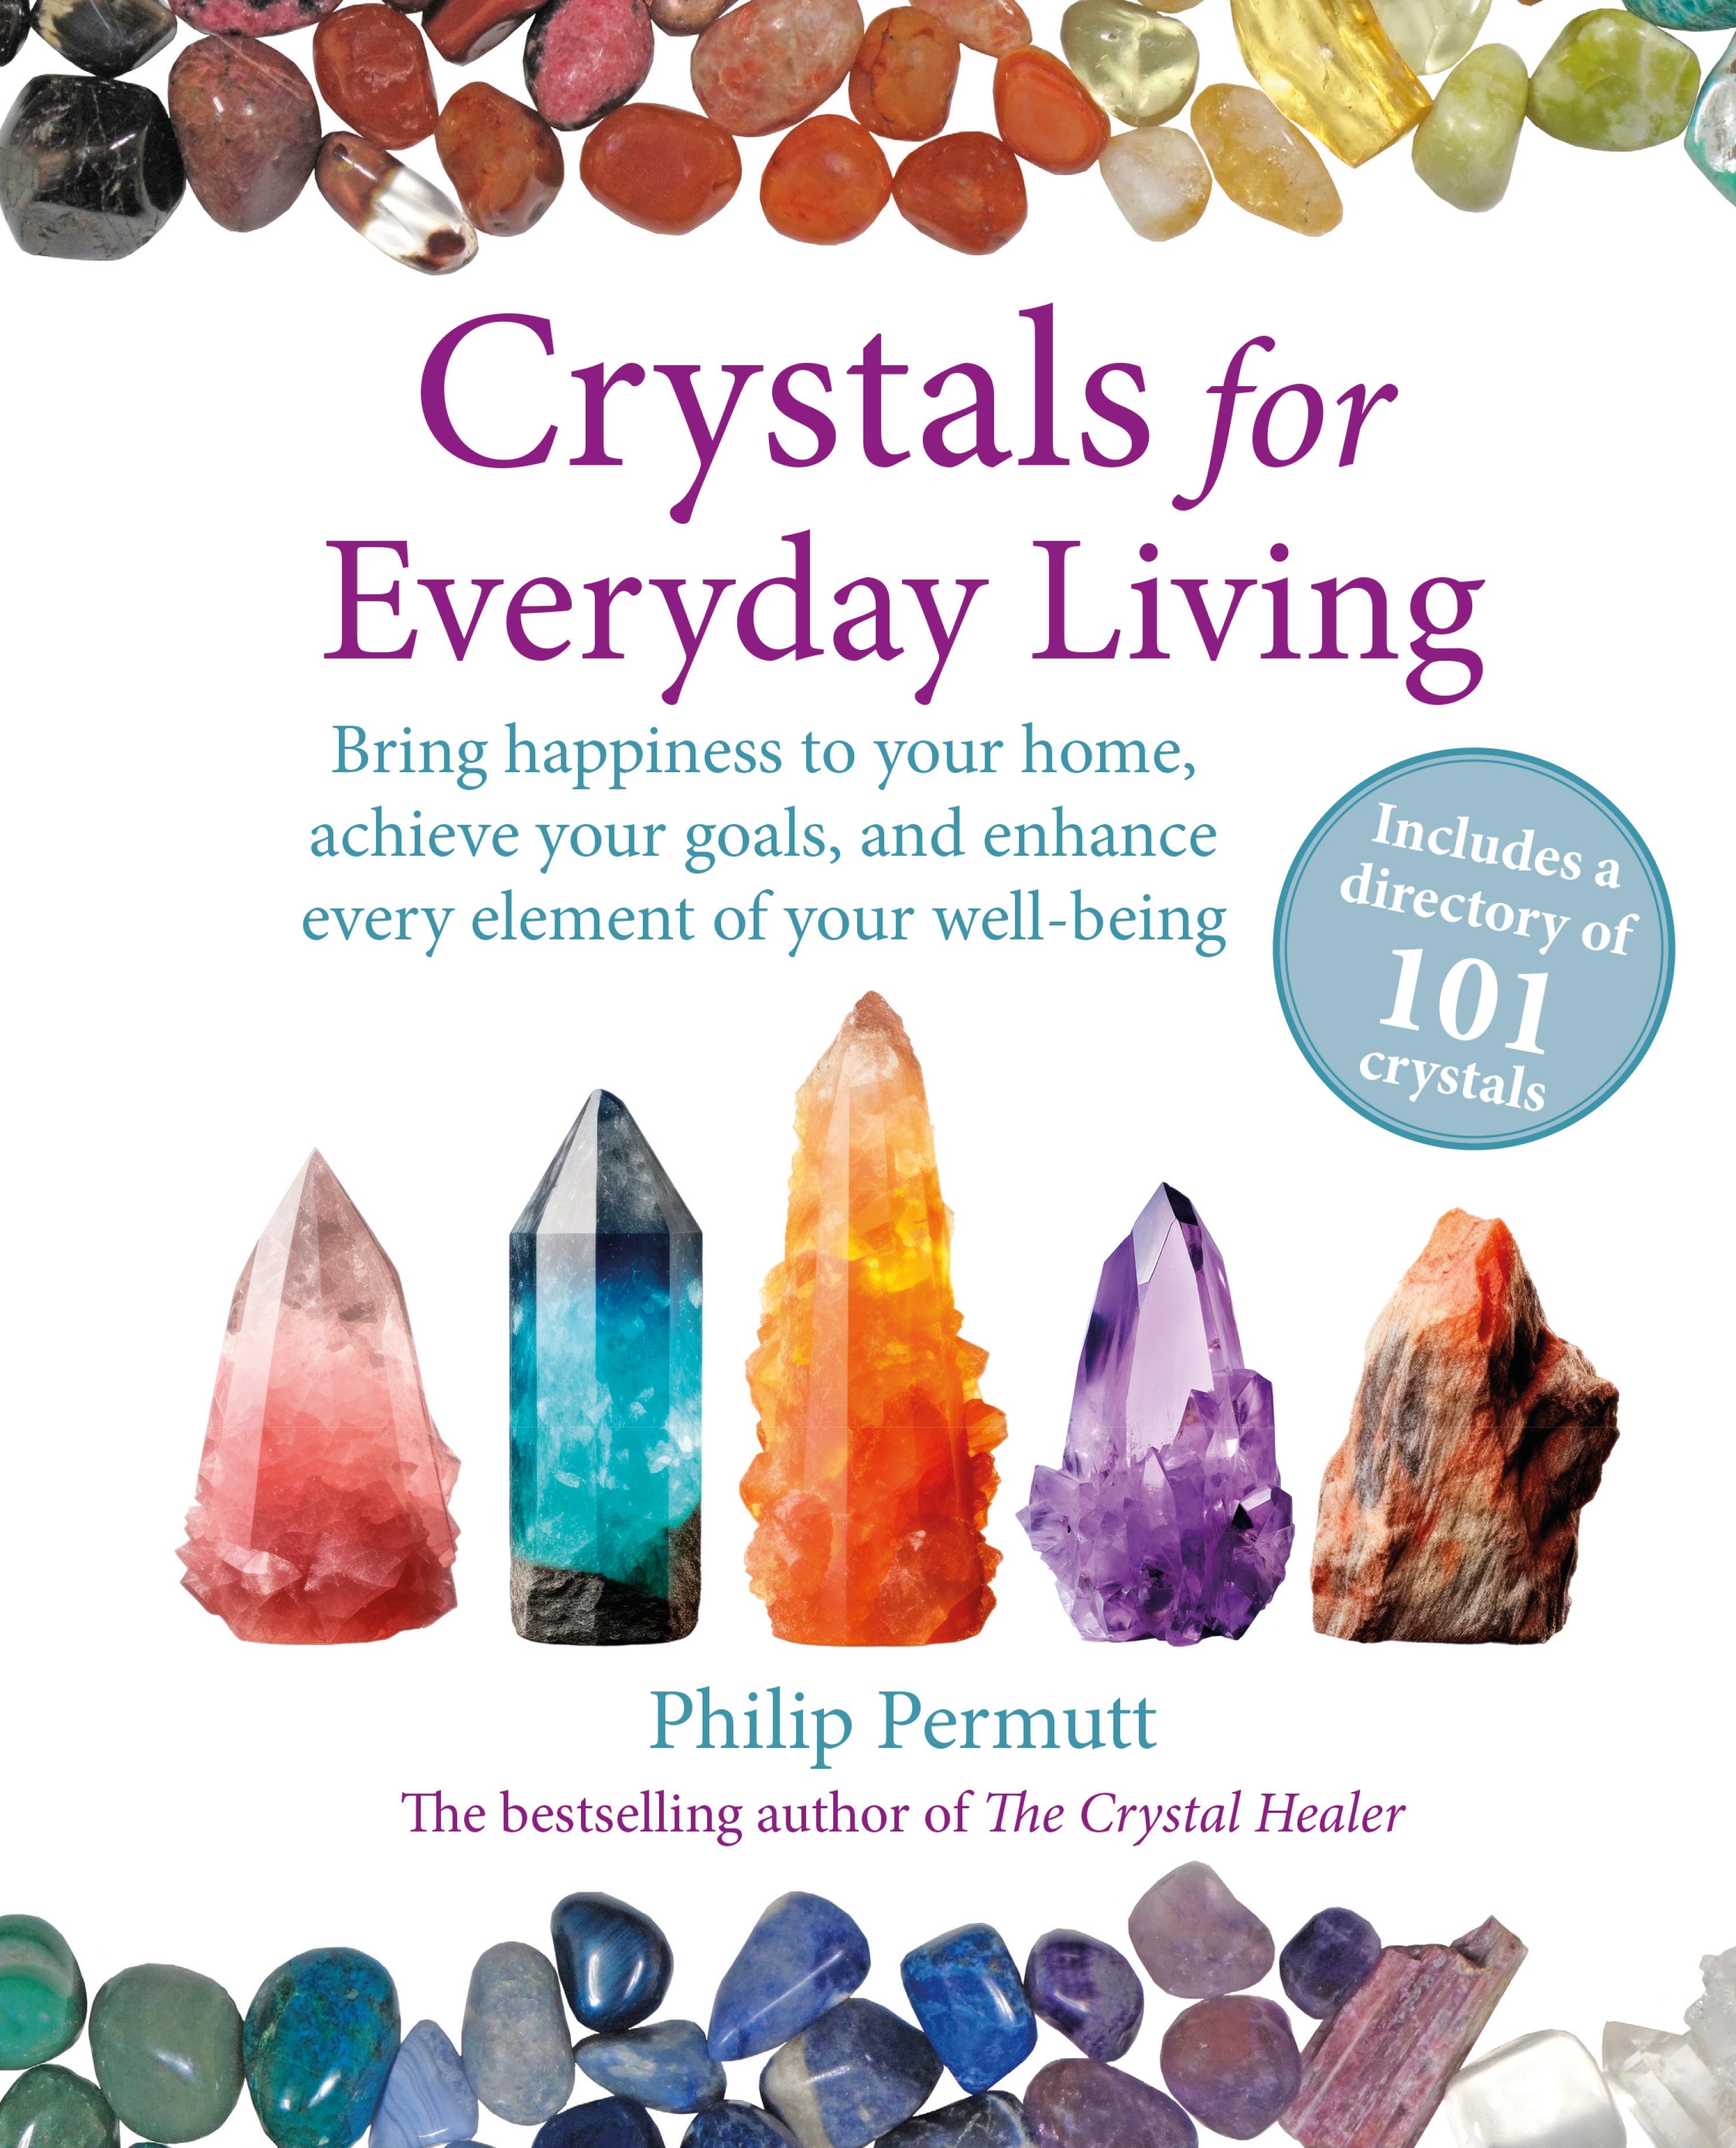 Crystals for
Everyday Living
Bring happiness to your home,
achieve your goals, and enhance
every element of your well-being
Includes a
directory of
101
crystals
Philip Permutt
The bestselling author of The Crystal Healer